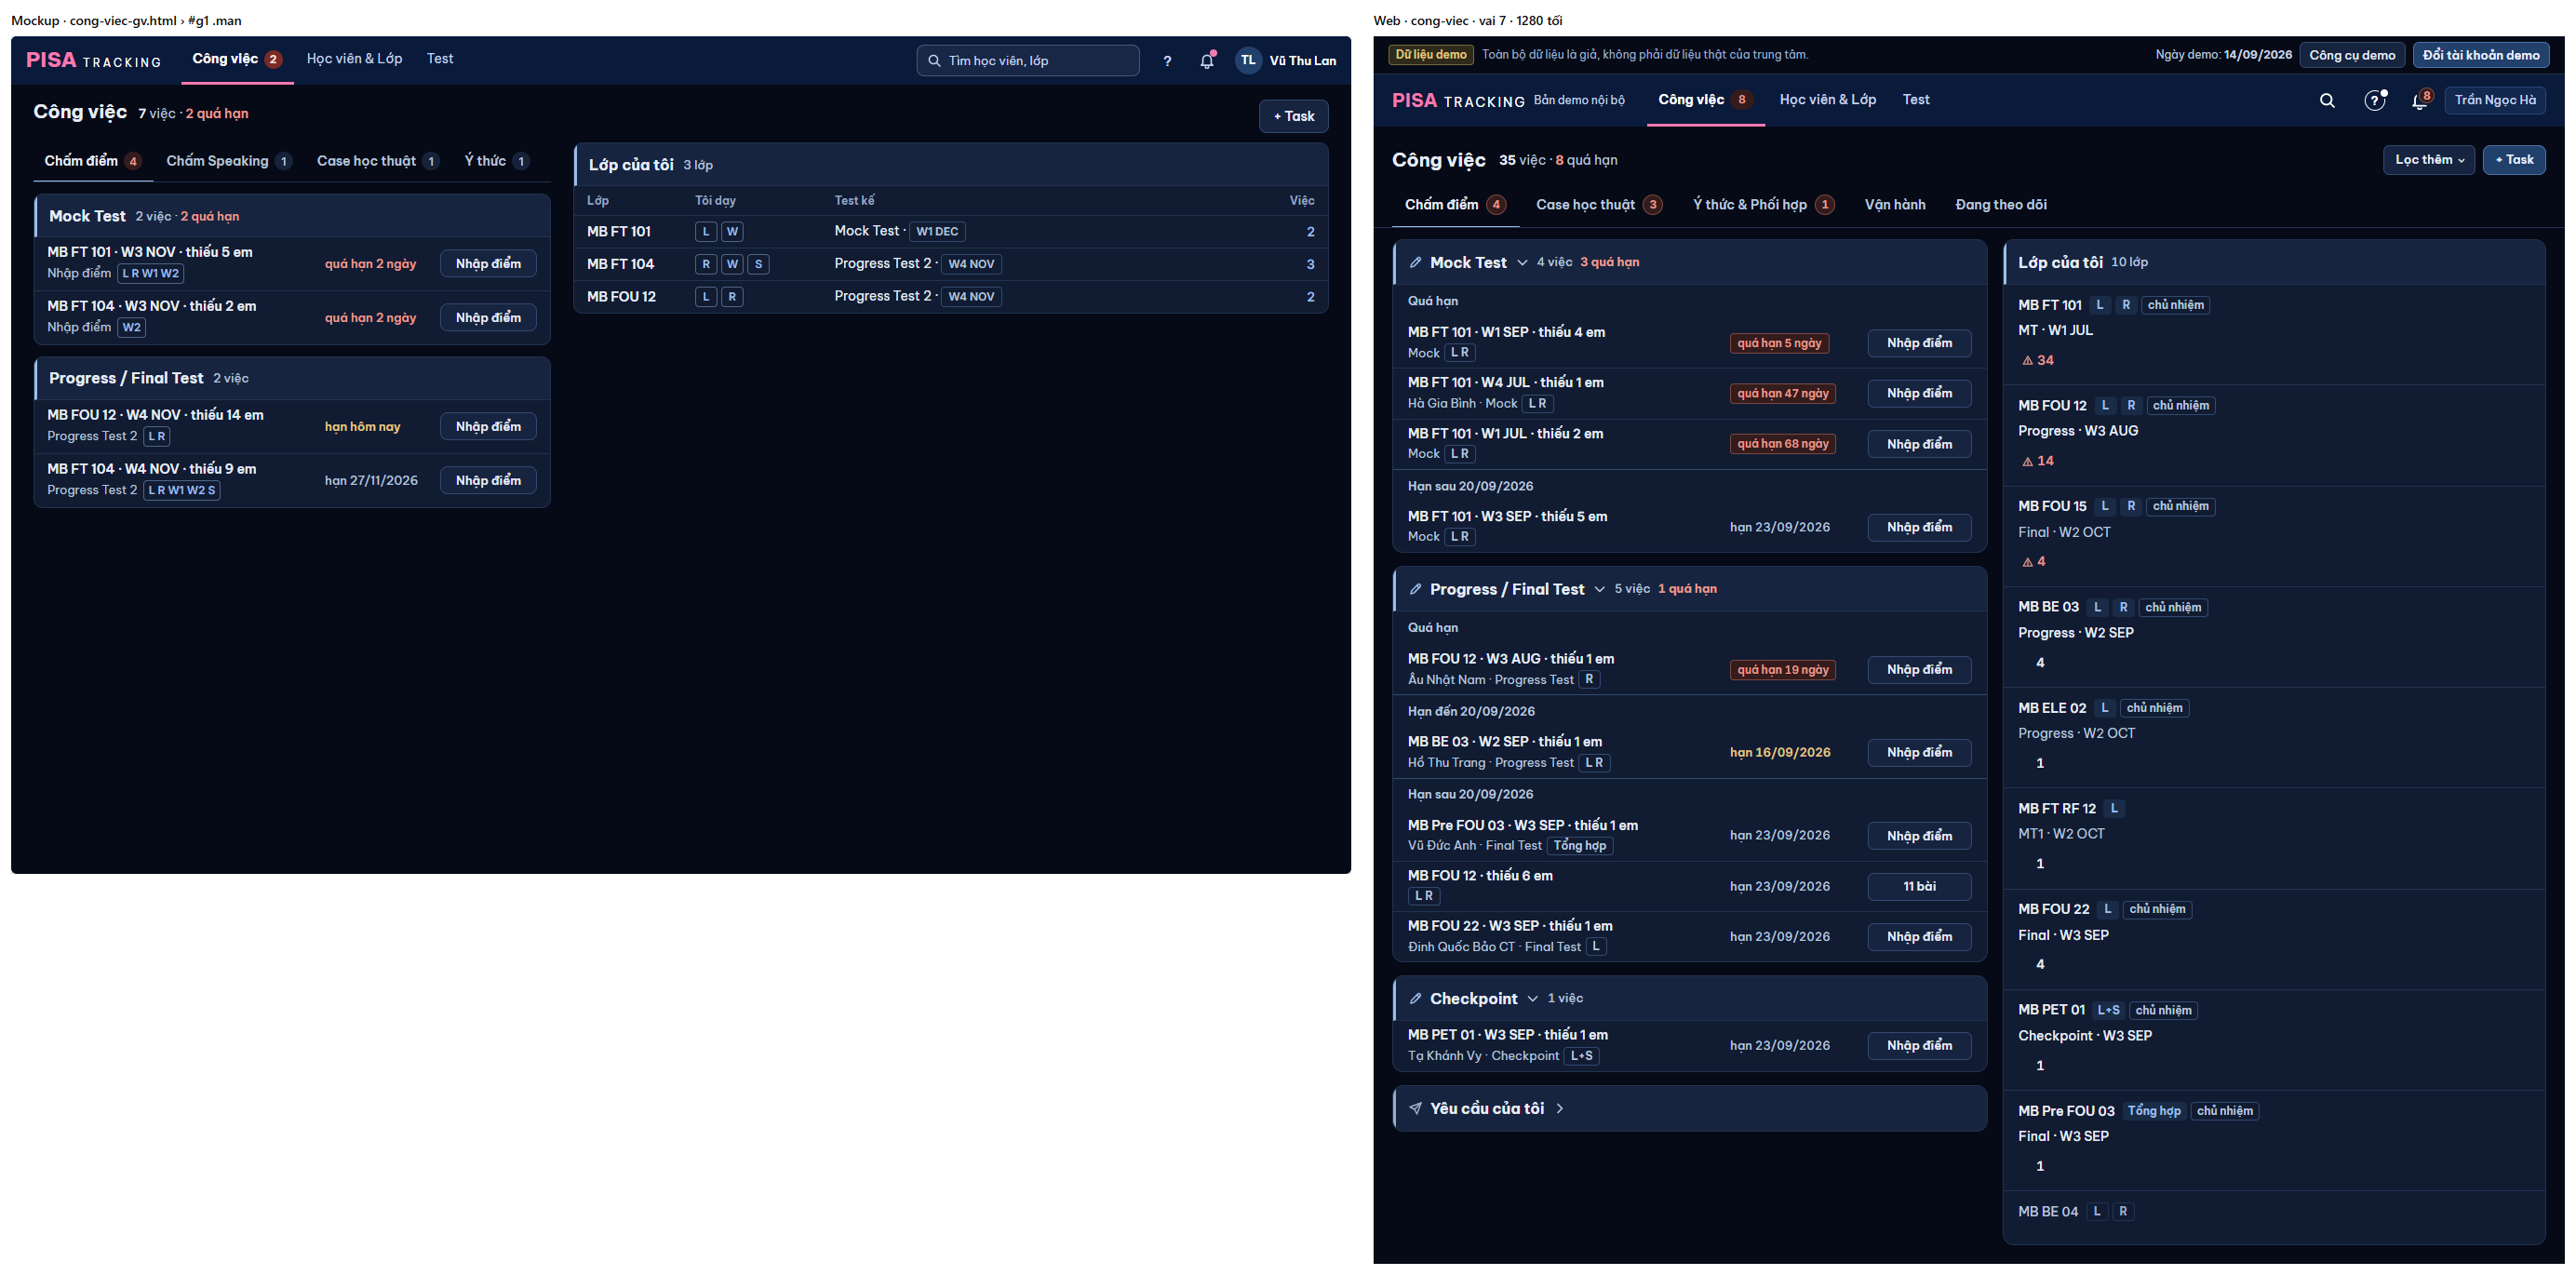 Mockup · cong-viec-gv.html › #g1 .man
PISA TRACKING Công việc 2 Học viên & Lớp Test Tìm học viên, lớp ? TL Vũ Thu Lan
Công việc 7 việc · 2 quá hạn + Task
Chấm điểm 4 Chấm Speaking 1 Case học thuật 1 Ý thức 1
Mock Test 2 việc · 2 quá hạn
MB FT 101 · W3 NOV · thiếu 5 em
Nhập điểm L R W1 W2 quá hạn 2 ngày Nhập điểm
MB FT 104 · W3 NOV · thiếu 2 em
Nhập điểm W2 quá hạn 2 ngày Nhập điểm
Progress / Final Test 2 việc
MB FOU 12 · W4 NOV · thiếu 14 em
Progress Test 2 L R hạn hôm nay Nhập điểm
MB FT 104 · W4 NOV · thiếu 9 em
Progress Test 2 L R W1 W2 S hạn 27/11/2026 Nhập điểm
Lớp của tôi 3 lớp
Lớp Tôi dạy Test kế Việc
MB FT 101 L W Mock Test · W1 DEC 2
MB FT 104 R W S Progress Test 2 · W4 NOV 3
MB FOU 12 L R Progress Test 2 · W4 NOV 2
Web · cong-viec · vai 7 · 1280 tối
Dữ liệu demo Toàn bộ dữ liệu là giả, không phải dữ liệu thật của trung tâm. Ngày demo: 14/09/2026 Công cụ demo Đổi tài khoản demo
PISA TRACKING Bản demo nội bộ Công việc 8 Học viên & Lớp Test ? 8 Trần Ngọc Hà
Công việc 35 việc · 8 quá hạn Lọc thêm + Task
Chấm điểm 4 Case học thuật 3 Ý thức & Phối hợp 1 Vận hành Đang theo dõi
Mock Test 4 việc 3 quá hạn
Quá hạn
MB FT 101 · W1 SEP · thiếu 4 em
Mock L R quá hạn 5 ngày Nhập điểm
MB FT 101 · W4 JUL · thiếu 1 em
Hà Gia Bình · Mock L R quá hạn 47 ngày Nhập điểm
MB FT 101 · W1 JUL · thiếu 2 em
Mock L R quá hạn 68 ngày Nhập điểm
Hạn sau 20/09/2026
MB FT 101 · W3 SEP · thiếu 5 em
Mock L R hạn 23/09/2026 Nhập điểm
Progress / Final Test 5 việc 1 quá hạn
Quá hạn
MB FOU 12 · W3 AUG · thiếu 1 em
Âu Nhật Nam · Progress Test R quá hạn 19 ngày Nhập điểm
Hạn đến 20/09/2026
MB BE 03 · W2 SEP · thiếu 1 em
Hồ Thu Trang · Progress Test L R hạn 16/09/2026 Nhập điểm
Hạn sau 20/09/2026
MB Pre FOU 03 · W3 SEP · thiếu 1 em
Vũ Đức Anh · Final Test Tổng hợp hạn 23/09/2026 Nhập điểm
MB FOU 12 · thiếu 6 em
L R hạn 23/09/2026 11 bài
MB FOU 22 · W3 SEP · thiếu 1 em
Đinh Quốc Bảo CT · Final Test L hạn 23/09/2026 Nhập điểm
Checkpoint 1 việc
MB PET 01 · W3 SEP · thiếu 1 em
Tạ Khánh Vy · Checkpoint L+S hạn 23/09/2026 Nhập điểm
Yêu cầu của tôi
Lớp của tôi 10 lớp
MB FT 101 L R chủ nhiệm
MT · W1 JUL
34
MB FOU 12 L R chủ nhiệm
Progress · W3 AUG
14
MB FOU 15 L R chủ nhiệm
Final · W2 OCT
4
MB BE 03 L R chủ nhiệm
Progress · W2 SEP
4
MB ELE 02 L chủ nhiệm
Progress · W2 OCT
1
MB FT RF 12 L
MT1 · W2 OCT
1
MB FOU 22 L chủ nhiệm
Final · W3 SEP
4
MB PET 01 L+S chủ nhiệm
Checkpoint · W3 SEP
1
MB Pre FOU 03 Tổng hợp chủ nhiệm
Final · W3 SEP
1
MB BE 04 L R